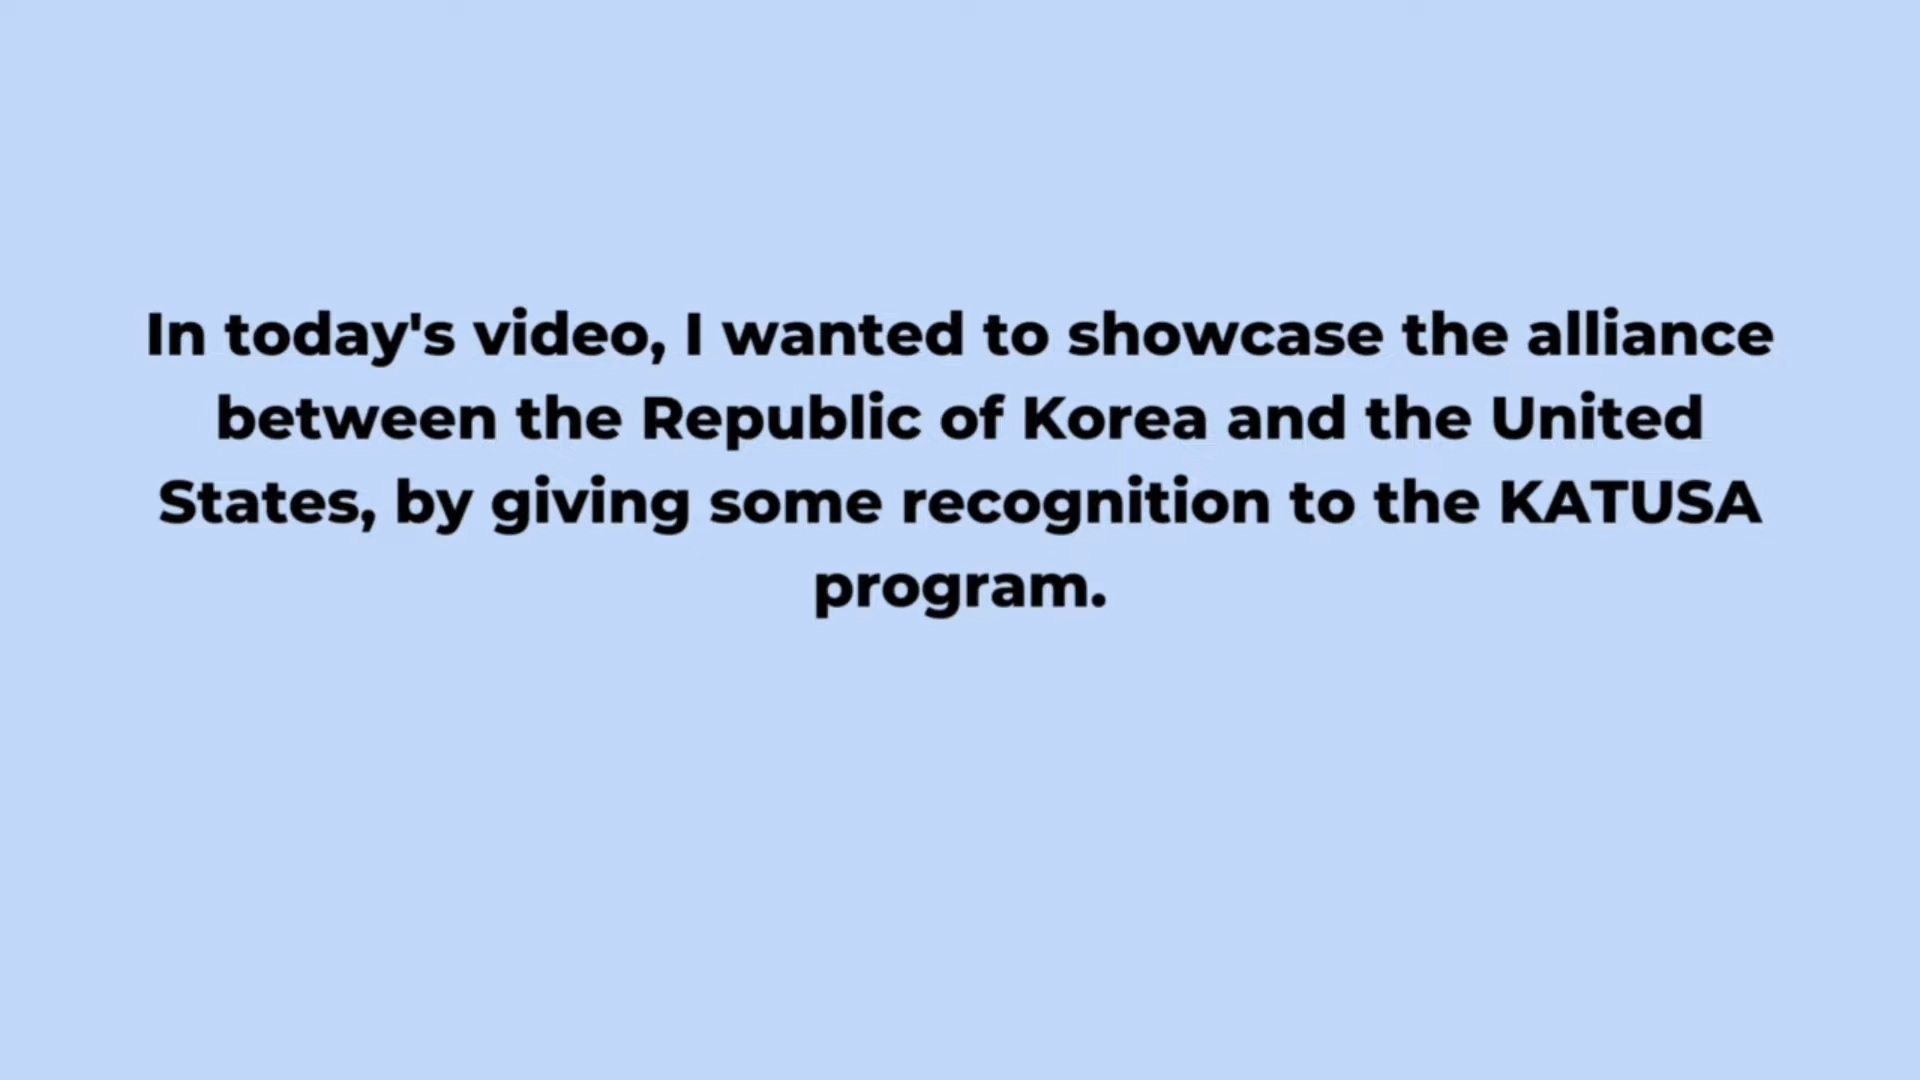 In today's video, I wanted to showcase the alliance
between the Republic of Korea and the United
States, by giving some recognition to the KATUSA
program.